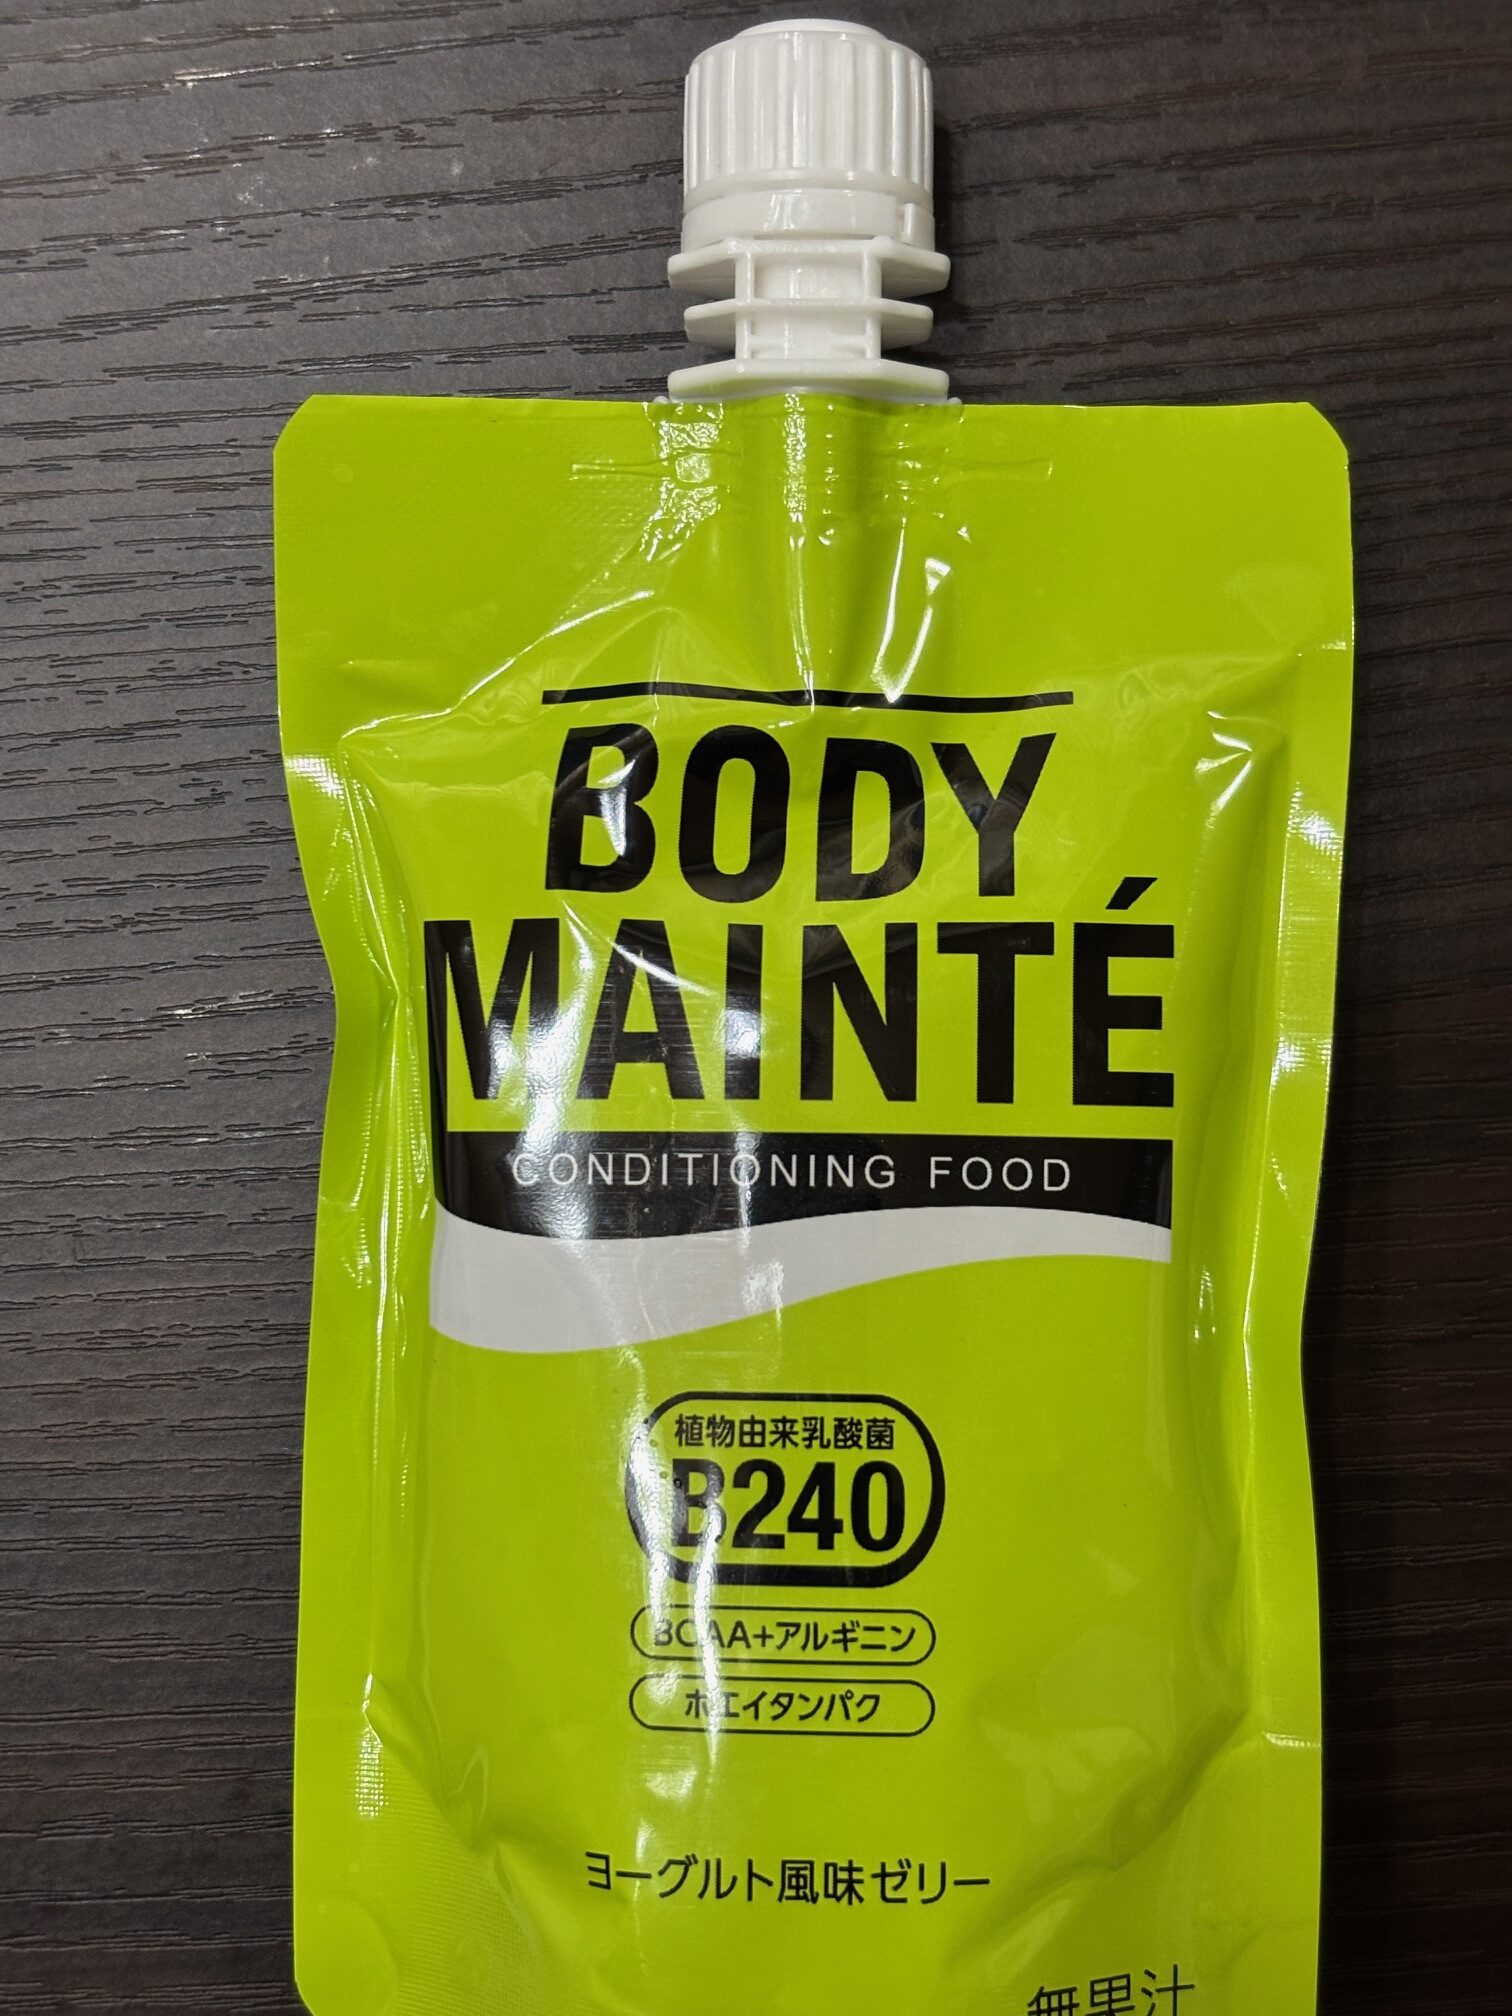 BODY
MAINTÉ
CONDITIONING FOOD
植物由来乳酸菌
B240
BCAA+アルギニン
ホエイタンパク
ヨーグルト風味ゼリー
無果汁